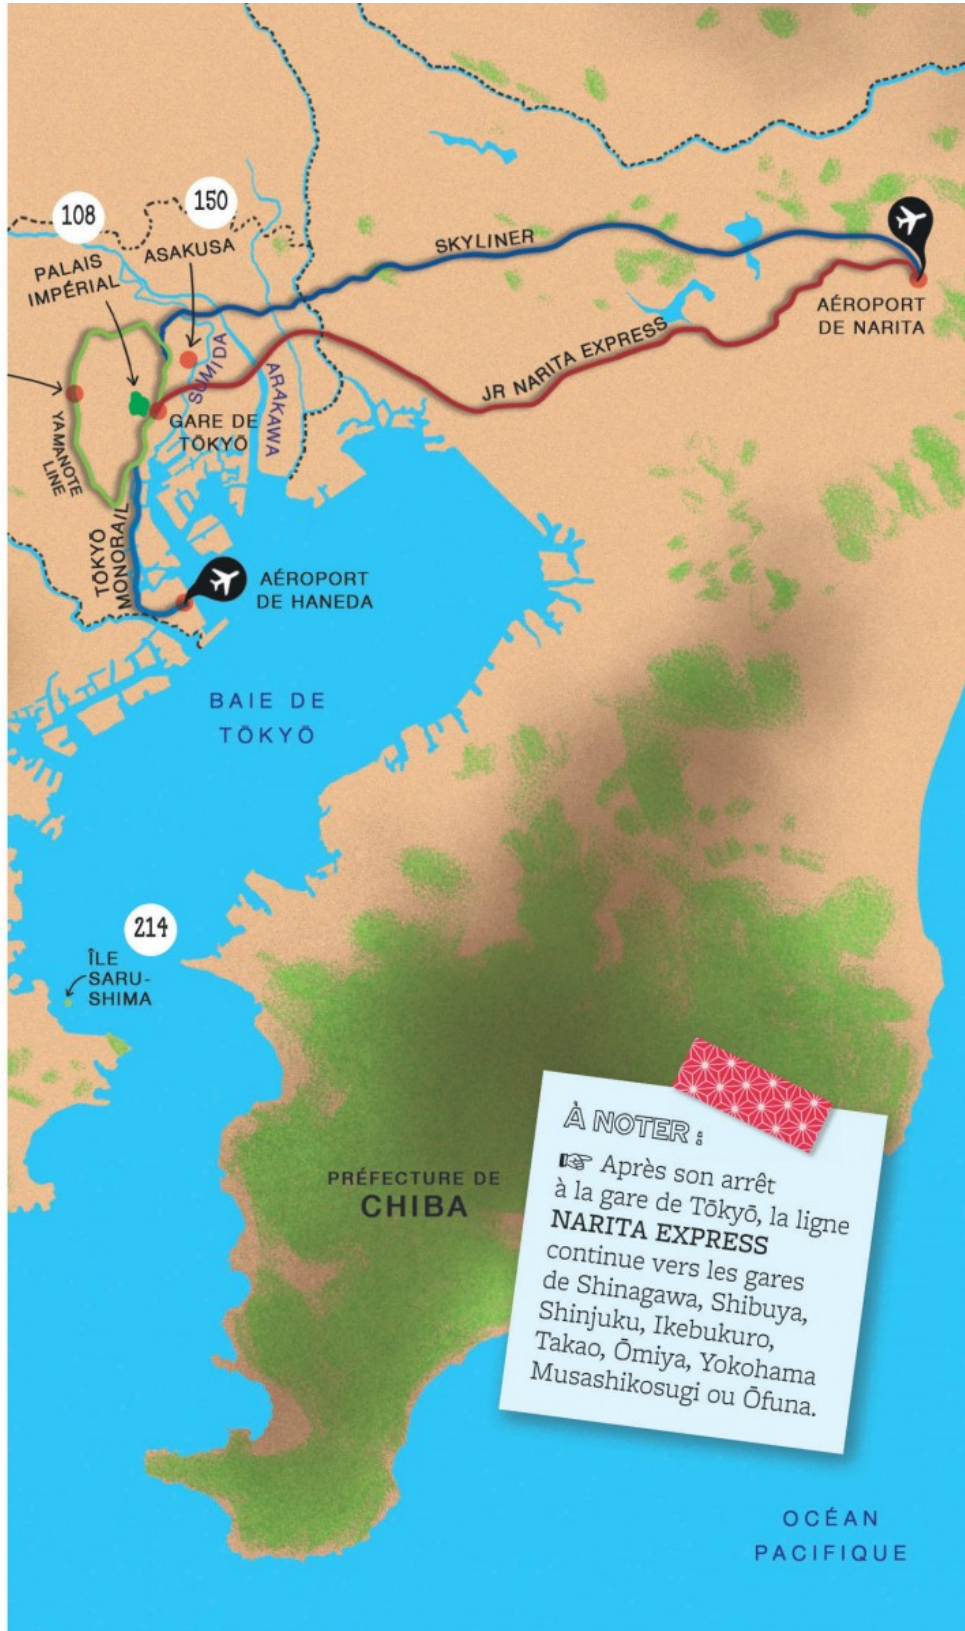 108
150
PALAIS
IMPÉRIAL
ASAKUSA
SKYLINER
AÉROPORT
DE NARITA
JR NARITA EXPRESS
SUMIDA
ARAKAWA
GARE DE
TŌKYŌ
YAMANOTE
LINE
TŌKYŌ
MONORAIL
AÉROPORT
DE HANEDA
BAIE DE
TŌKYŌ
214
ÎLE
SARU-
SHIMA
PRÉFECTURE DE
CHIBA
À NOTER :
☞ Après son arrêt
à la gare de Tōkyō, la ligne
NARITA EXPRESS
continue vers les gares
de Shinagawa, Shibuya,
Shinjuku, Ikebukuro,
Takao, Ōmiya, Yokohama
Musashikosugi ou Ōfuna.
OCÉAN
PACIFIQUE